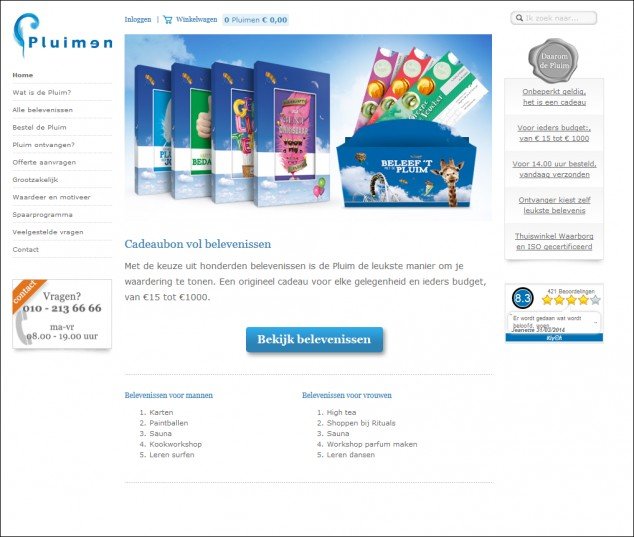 Pluimen
Inloggen | Winkelwagen 0 Pluimen € 0,00
Ik zoek naar...
Home
Wat is de Pluim?
Alle belevenissen
Bestel de Pluim
Pluim ontvangen?
Offerte aanvragen
Grootzakelijk
Waardeer en motiveer
Spaarprogramma
Veelgestelde vragen
Contact
contact
Vragen?
010 - 213 66 66
ma-vr
08.00 - 19.00 uur
BELEEF 'T
PLUIM
Cadeaubon vol belevenissen
Met de keuze uit honderden belevenissen is de Pluim de leukste manier om je
waardering te tonen. Een origineel cadeau voor elke gelegenheid en ieders budget,
van €15 tot €1000.
Bekijk belevenissen
Belevenissen voor mannen
1. Karten
2. Paintballen
3. Sauna
4. Kookworkshop
5. Leren surfen
Belevenissen voor vrouwen
1. High tea
2. Shoppen bij Rituals
3. Sauna
4. Workshop parfum maken
5. Leren dansen
Daarom
de Pluim
Onbeperkt geldig,
het is een cadeau
Voor ieders budget:,
van € 15 tot € 1000
Voor 14.00 uur besteld,
vandaag verzonden
Ontvanger kiest zelf
leukste belevenis
Thuiswinkel Waarborg
en ISO gecertificeerd
8.3
421 Beoordelingen
Er wordt gedaan wat wordt
beloofd, geen
Jeanette 31/03/2014
Kiyoh